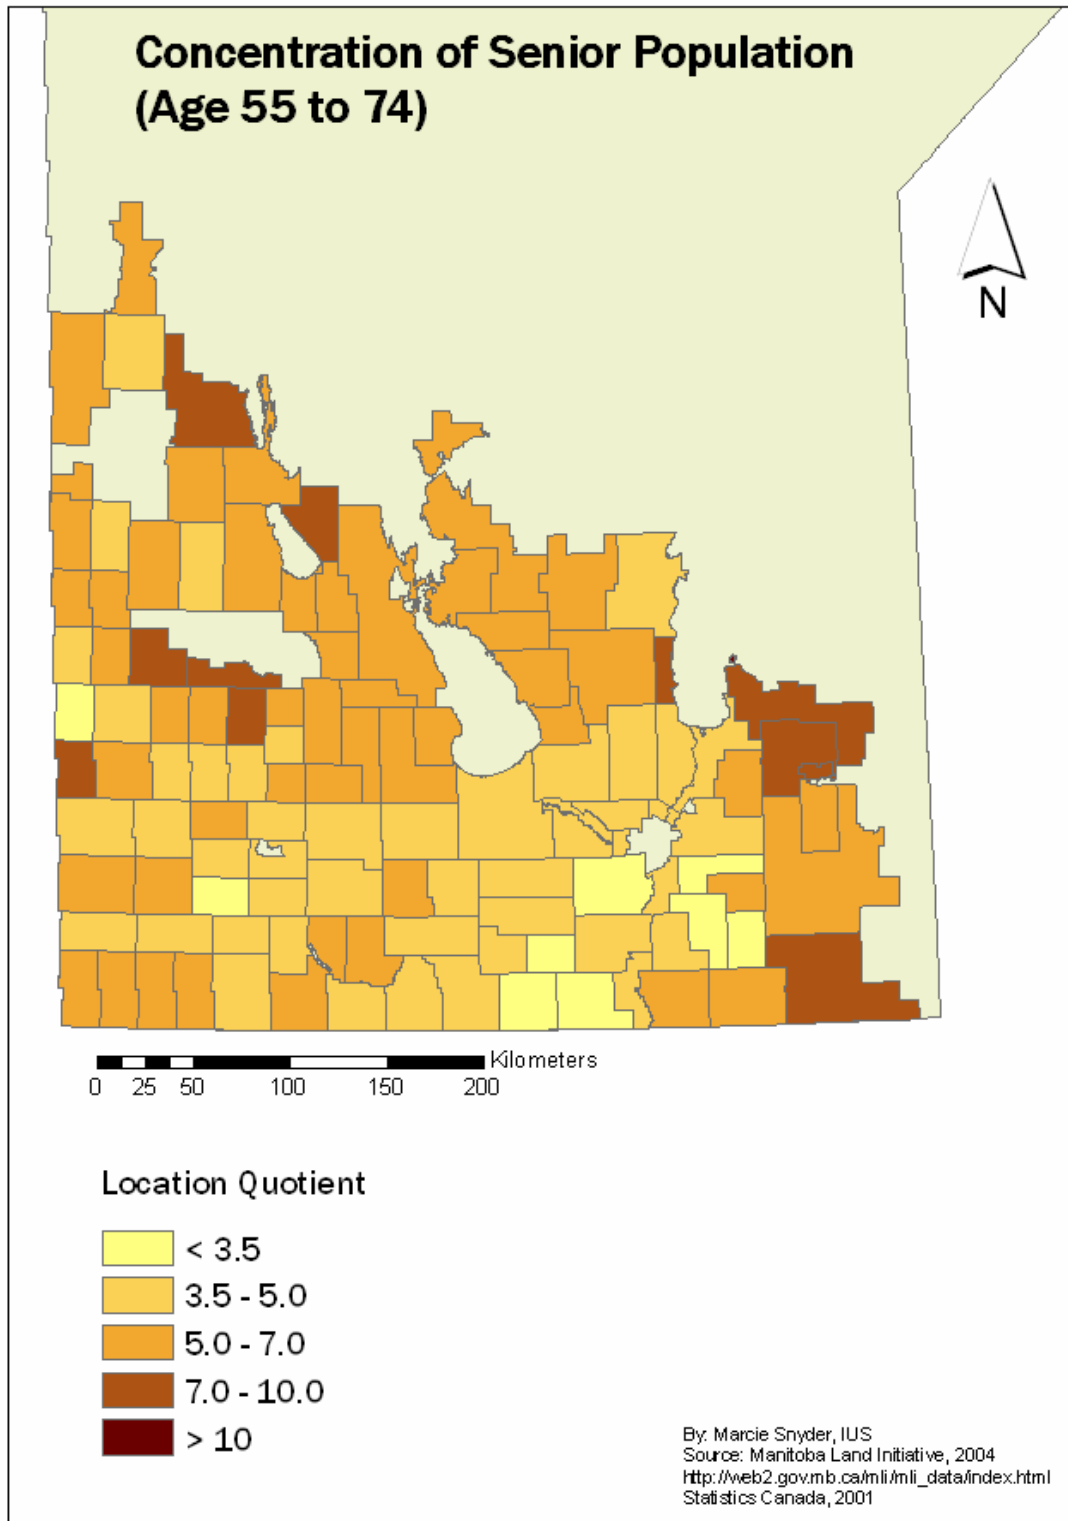 Concentration of Senior Population
(Age 55 to 74)
N
Kilometers
0 25 50 100 150 200
Location Quotient
< 3.5
3.5 - 5.0
5.0 - 7.0
7.0 - 10.0
> 10
By: Marcie Snyder, IUS
Source: Manitoba Land Initiative, 2004
http://web2.gov.mb.ca/mli/mli_data/index.html
Statistics Canada, 2001